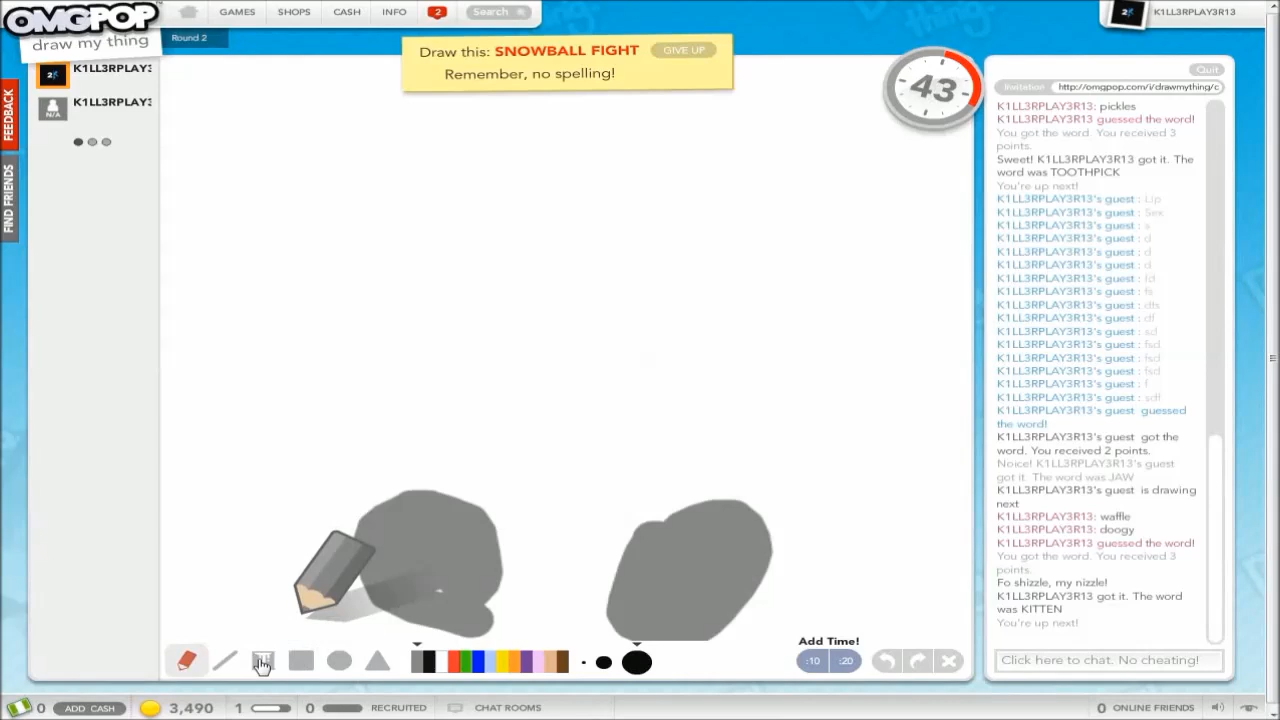 OMGPOP
GAMES SHOPS CASH INFO 2 Search
K1LL3RPLAY3R13
draw my thing
Round 2
Draw this: SNOWBALL FIGHT GIVE UP
Remember, no spelling!
43
K1LL3RPLAY3
K1LL3RPLAY3
N/A
FEEDBACK
FIND FRIENDS
Quit
Invitation http://omgpop.com/i/drawmything/c
K1LL3RPLAY3R13: pickles
K1LL3RPLAY3R13 guessed the word!
You got the word. You received 3
points.
Sweet! K1LL3RPLAY3R13 got it. The
word was TOOTHPICK
You're up next!
K1LL3RPLAY3R13's guest : Lip
K1LL3RPLAY3R13's guest : Sex
K1LL3RPLAY3R13's guest : s
K1LL3RPLAY3R13's guest : d
K1LL3RPLAY3R13's guest : d
K1LL3RPLAY3R13's guest : d
K1LL3RPLAY3R13's guest : fd
K1LL3RPLAY3R13's guest : fs
K1LL3RPLAY3R13's guest : dfs
K1LL3RPLAY3R13's guest : df
K1LL3RPLAY3R13's guest : sd
K1LL3RPLAY3R13's guest : fsd
K1LL3RPLAY3R13's guest : fsd
K1LL3RPLAY3R13's guest : fsd
K1LL3RPLAY3R13's guest : f
K1LL3RPLAY3R13's guest : sdf
K1LL3RPLAY3R13's guest guessed
the word!
K1LL3RPLAY3R13's guest got the
word. You received 2 points.
Noice! K1LL3RPLAY3R13's guest
got it. The word was JAW
K1LL3RPLAY3R13's guest is drawing
next
K1LL3RPLAY3R13: waffle
K1LL3RPLAY3R13: doogy
K1LL3RPLAY3R13 guessed the word!
You got the word. You received 3
points.
Fo shizzle, my nizzle!
K1LL3RPLAY3R13 got it. The word
was KITTEN
You're up next!
Click here to chat. No cheating!
Add Time!
:10 :20
0 ADD CASH 3,490 1 0 RECRUITED CHAT ROOMS 0 ONLINE FRIENDS